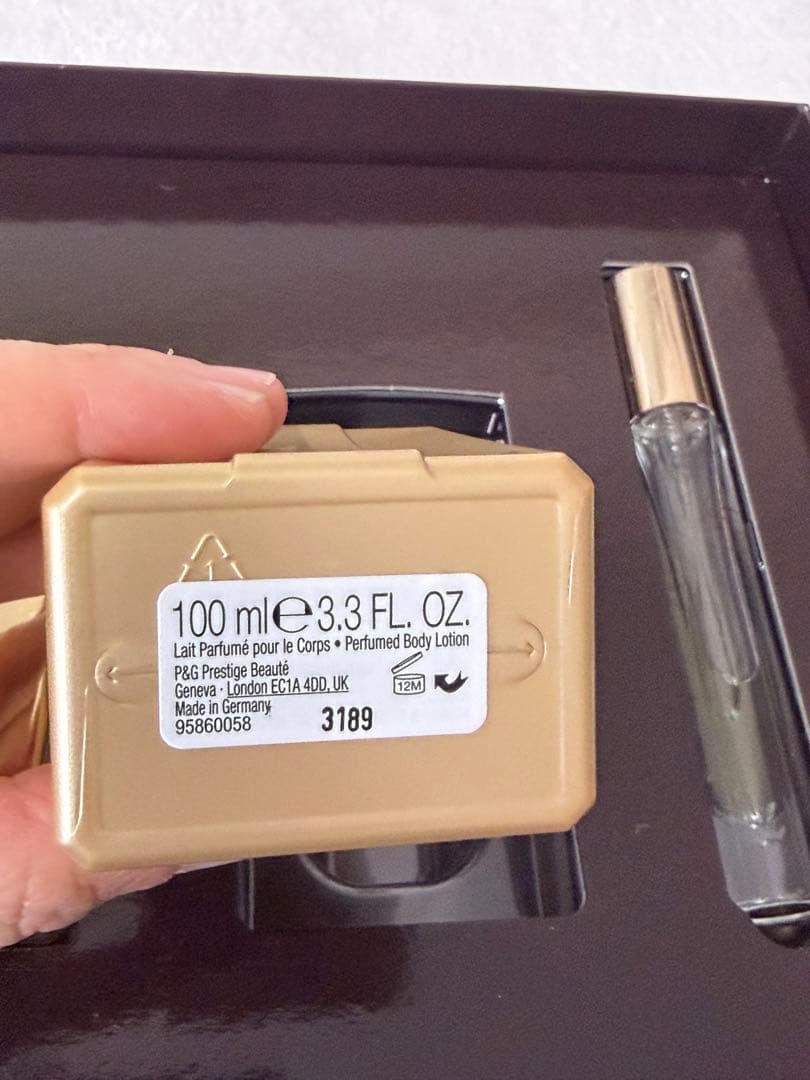 100 ml e 3.3 FL. OZ.
Lait Parfumé pour le Corps • Perfumed Body Lotion
P&G Prestige Beauté
Geneva · London EC1A 4DD, UK
Made in Germany
12M
95860058 3189